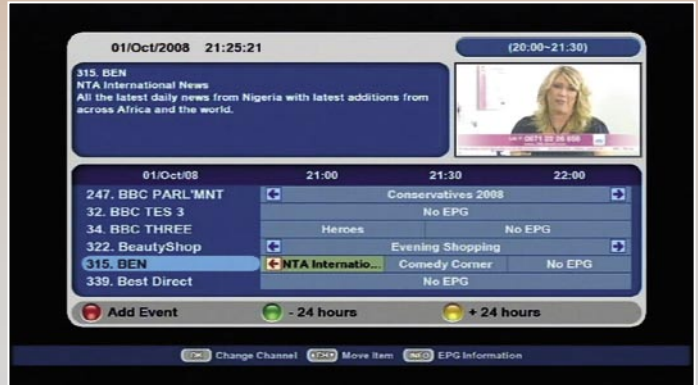 01/Oct/2008 21:25:21
(20:00~21:30)
315. BEN
NTA International News
All the latest daily news from Nigeria with latest additions from
across Africa and the world.
01/Oct/08 21:00 21:30 22:00
247. BBC PARL'MNT Conservatives 2008
32. BBC TES 3 No EPG
34. BBC THREE Heroes No EPG
322. BeautyShop Evening Shopping
315. BEN NTA Internatio... Comedy Corner No EPG
339. Best Direct No EPG
Add Event - 24 hours + 24 hours
OK Change Channel Move Item INFO EPG Information